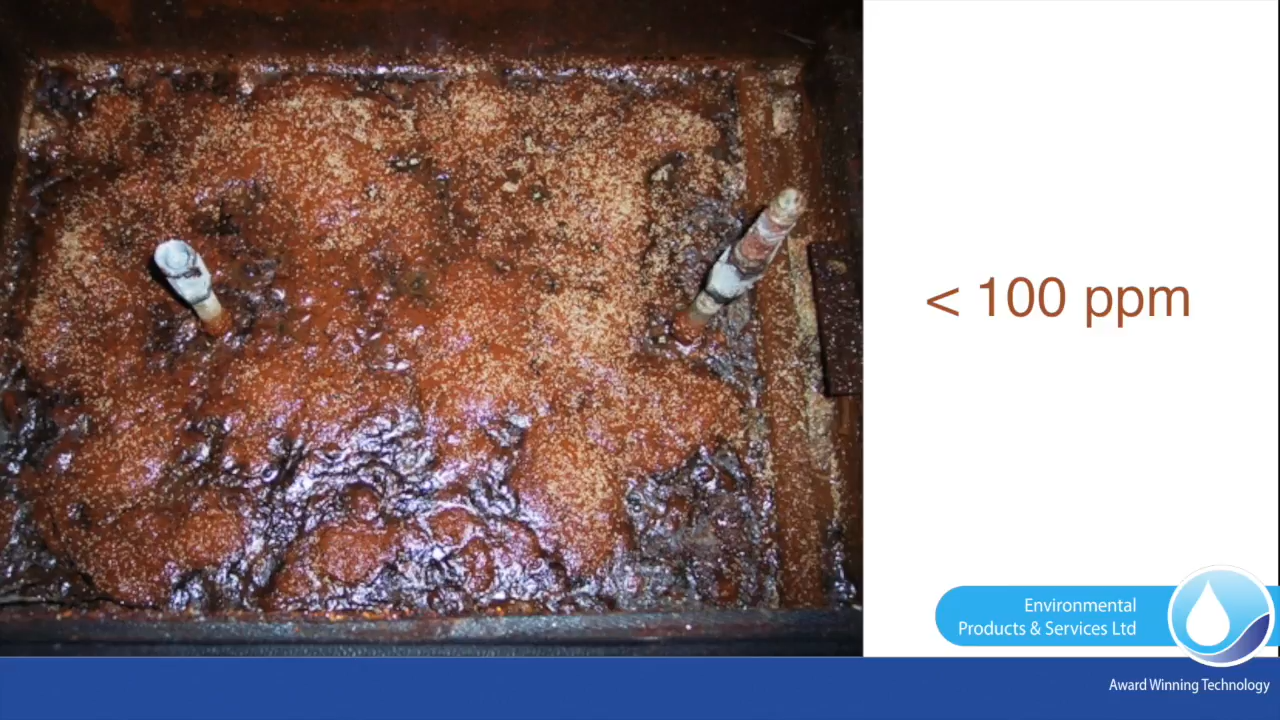 < 100 ppm
Environmental
Products & Services Ltd
Award Winning Technology